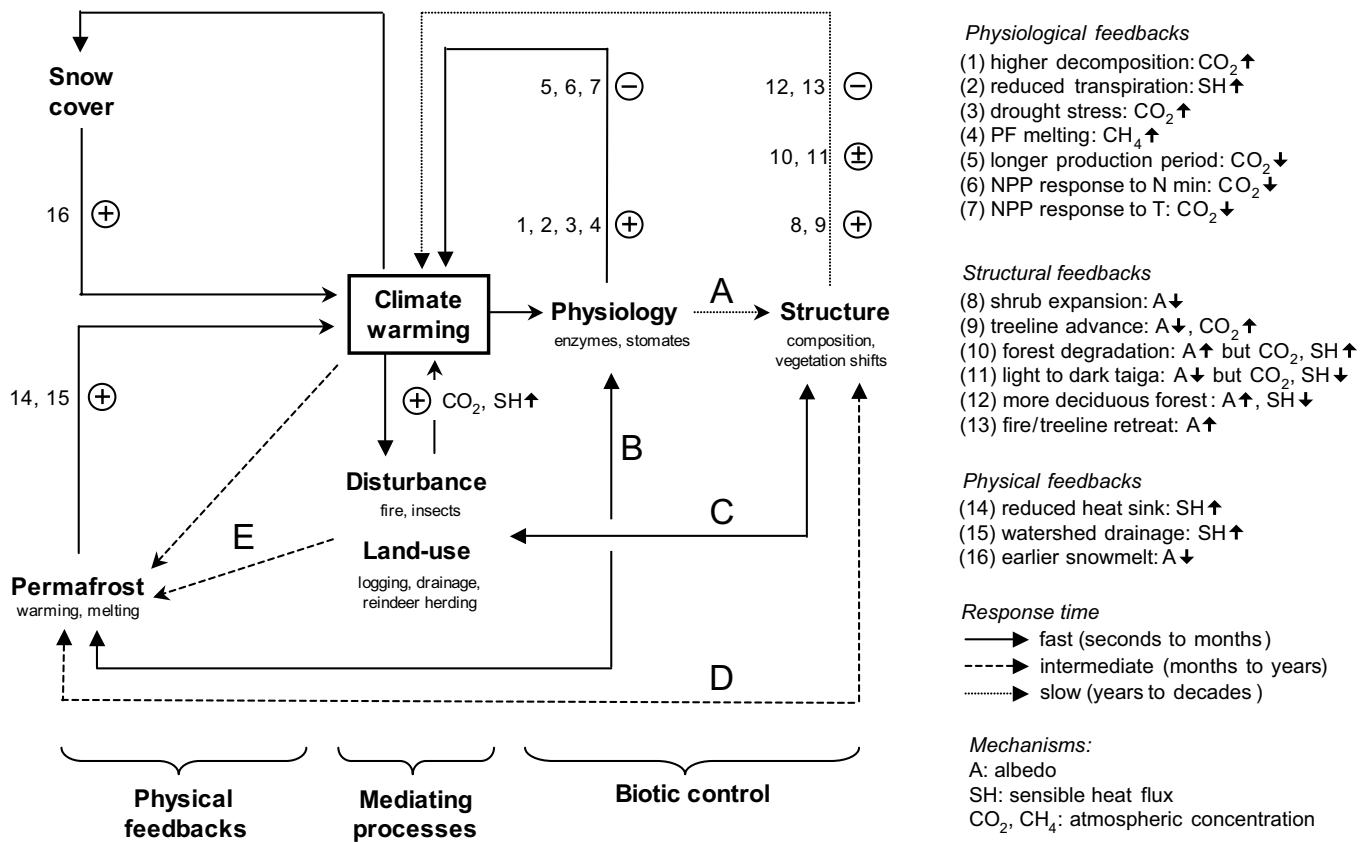 Snow
cover
16
+
5, 6, 7
−
1, 2, 3, 4
+
12, 13
−
10, 11
±
8, 9
+
Climate
warming
Physiology
enzymes, stomates
A
Structure
composition,
vegetation shifts
14, 15
+
+
CO₂, SH↑
B
Disturbance
fire, insects
C
E
Land-use
logging, drainage,
reindeer herding
Permafrost
warming, melting
D
Physical
feedbacks
Mediating
processes
Biotic control
Physiological feedbacks
(1) higher decomposition: CO₂↑
(2) reduced transpiration: SH↑
(3) drought stress: CO₂↑
(4) PF melting: CH₄↑
(5) longer production period: CO₂↓
(6) NPP response to N min: CO₂↓
(7) NPP response to T: CO₂↓
Structural feedbacks
(8) shrub expansion: A↓
(9) treeline advance: A↓, CO₂↑
(10) forest degradation: A↑ but CO₂, SH↑
(11) light to dark taiga: A↓ but CO₂, SH↓
(12) more deciduous forest: A↑, SH↓
(13) fire/treeline retreat: A↑
Physical feedbacks
(14) reduced heat sink: SH↑
(15) watershed drainage: SH↑
(16) earlier snowmelt: A↓
Response time
fast (seconds to months)
intermediate (months to years)
slow (years to decades)
Mechanisms:
A: albedo
SH: sensible heat flux
CO₂, CH₄: atmospheric concentration